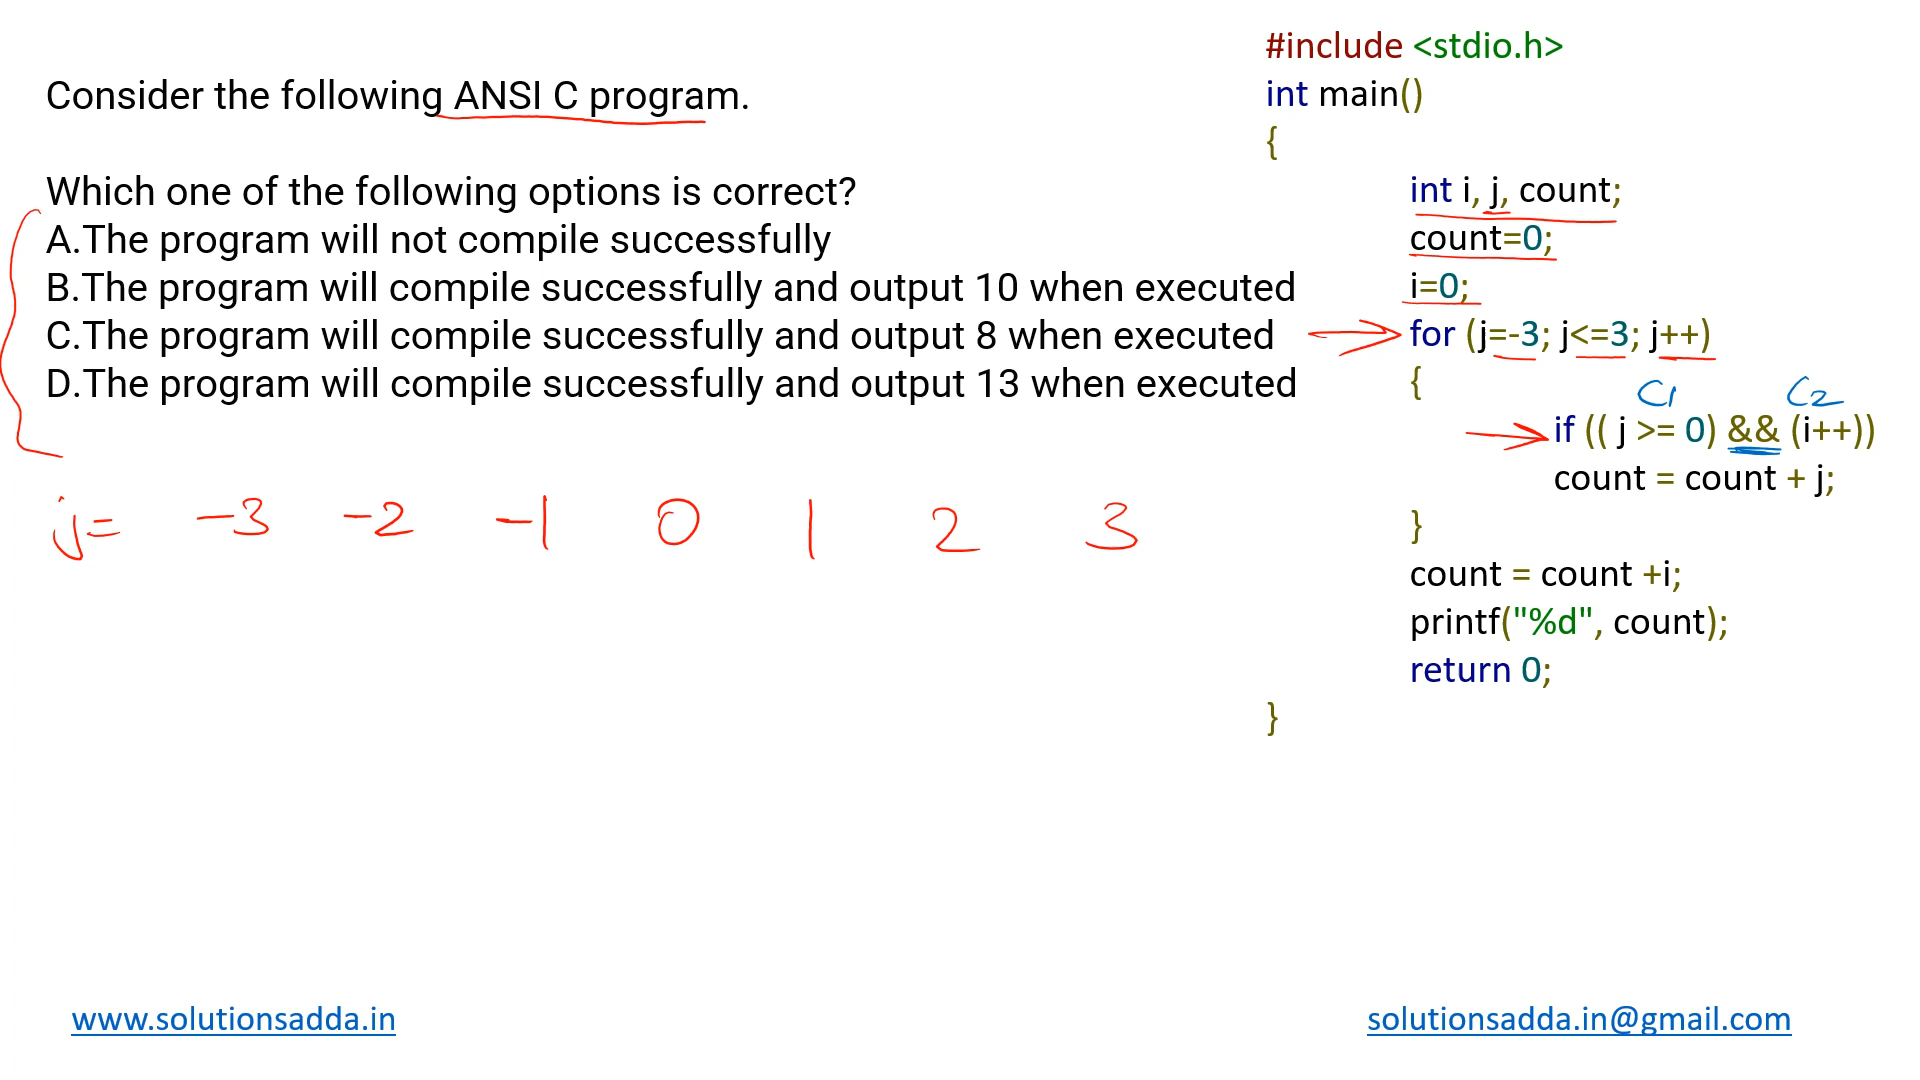 Consider the following ANSI C program.
Which one of the following options is correct?
A.The program will not compile successfully
B.The program will compile successfully and output 10 when executed
C.The program will compile successfully and output 8 when executed
D.The program will compile successfully and output 13 when executed
j= -3 -2 -1 0 1 2 3
#include <stdio.h>
int main()
{
int i, j, count;
count=0;
i=0;
for (j=-3; j<=3; j++)
{
C1 C2
if (( j >= 0) && (i++))
count = count + j;
}
count = count +i;
printf("%d", count);
return 0;
}
www.solutionsadda.in
solutionsadda.in@gmail.com